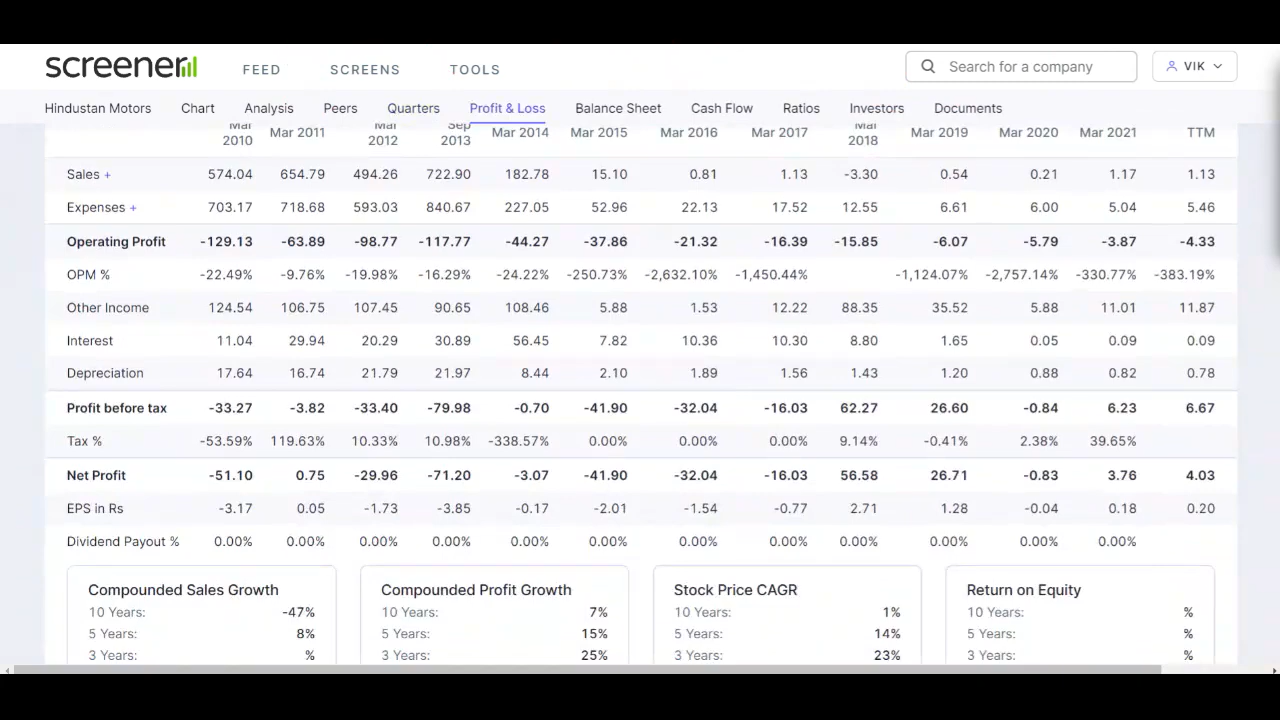 screener FEED SCREENS TOOLS Search for a company VIK
Hindustan Motors Chart Analysis Peers Quarters Profit & Loss Balance Sheet Cash Flow Ratios Investors Documents
Mar 2010 Mar 2011 Mar 2012 Sep 2013 Mar 2014 Mar 2015 Mar 2016 Mar 2017 Mar 2018 Mar 2019 Mar 2020 Mar 2021 TTM
Sales + 574.04 654.79 494.26 722.90 182.78 15.10 0.81 1.13 -3.30 0.54 0.21 1.17 1.13
Expenses + 703.17 718.68 593.03 840.67 227.05 52.96 22.13 17.52 12.55 6.61 6.00 5.04 5.46
Operating Profit -129.13 -63.89 -98.77 -117.77 -44.27 -37.86 -21.32 -16.39 -15.85 -6.07 -5.79 -3.87 -4.33
OPM % -22.49% -9.76% -19.98% -16.29% -24.22% -250.73% -2,632.10% -1,450.44% -1,124.07% -2,757.14% -330.77% -383.19%
Other Income 124.54 106.75 107.45 90.65 108.46 5.88 1.53 12.22 88.35 35.52 5.88 11.01 11.87
Interest 11.04 29.94 20.29 30.89 56.45 7.82 10.36 10.30 8.80 1.65 0.05 0.09 0.09
Depreciation 17.64 16.74 21.79 21.97 8.44 2.10 1.89 1.56 1.43 1.20 0.88 0.82 0.78
Profit before tax -33.27 -3.82 -33.40 -79.98 -0.70 -41.90 -32.04 -16.03 62.27 26.60 -0.84 6.23 6.67
Tax % -53.59% 119.63% 10.33% 10.98% -338.57% 0.00% 0.00% 0.00% 9.14% -0.41% 2.38% 39.65%
Net Profit -51.10 0.75 -29.96 -71.20 -3.07 -41.90 -32.04 -16.03 56.58 26.71 -0.83 3.76 4.03
EPS in Rs -3.17 0.05 -1.73 -3.85 -0.17 -2.01 -1.54 -0.77 2.71 1.28 -0.04 0.18 0.20
Dividend Payout % 0.00% 0.00% 0.00% 0.00% 0.00% 0.00% 0.00% 0.00% 0.00% 0.00% 0.00% 0.00%
Compounded Sales Growth Compounded Profit Growth Stock Price CAGR Return on Equity
10 Years: -47% 10 Years: 7% 10 Years: 1% 10 Years: %
5 Years: 8% 5 Years: 15% 5 Years: 14% 5 Years: %
3 Years: % 3 Years: 25% 3 Years: 23% 3 Years: %